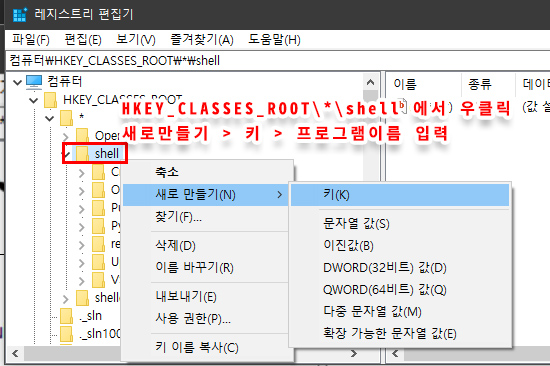 레지스트리 편집기
파일(F) 편집(E) 보기(V) 즐겨찾기(A) 도움말(H)
컴퓨터₩HKEY_CLASSES_ROOT₩*₩shell
컴퓨터
이름 종류 데이터
HKEY_CLASSES_ROOT
HKEY_CLASSES_ROOT\*\shell 에서 우클릭
(값 설
*
새로만들기 > 키 > 프로그램이름 입력
Ope
shell
축소
새로 만들기(N) 키(K)
찾기(F)...
문자열 값(S)
삭제(D) 이진값(B)
이름 바꾸기(R) DWORD(32비트) 값(D)
내보내기(E) QWORD(64비트) 값(Q)
사용 권한(P)... 다중 문자열 값(M)
확장 가능한 문자열 값(E)
키 이름 복사(C)
C
O
Pu
Py
re
U
V
shelle
._sln
._sln100